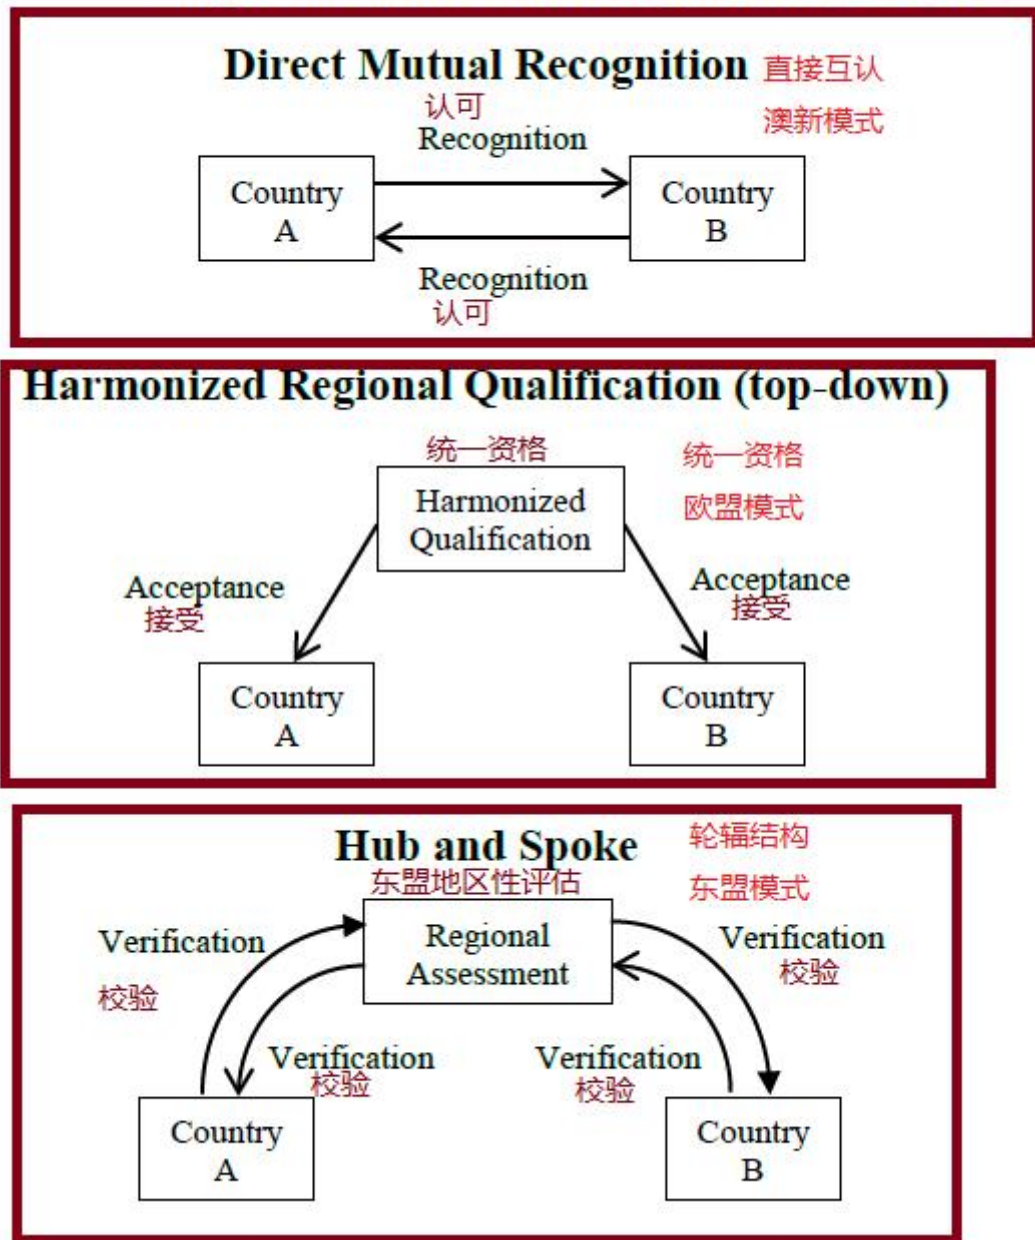 Direct Mutual Recognition 直接互认
认可
澳新模式
Recognition
Country
A
Country
B
Recognition
认可
Harmonized Regional Qualification (top-down)
统一资格
统一资格
Harmonized
Qualification
欧盟模式
Acceptance
接受
Acceptance
接受
Country
A
Country
B
Hub and Spoke
轮辐结构
东盟地区性评估
东盟模式
Verification
校验
Regional
Assessment
Verification
校验
Verification
校验
Verification
校验
Country
A
Country
B